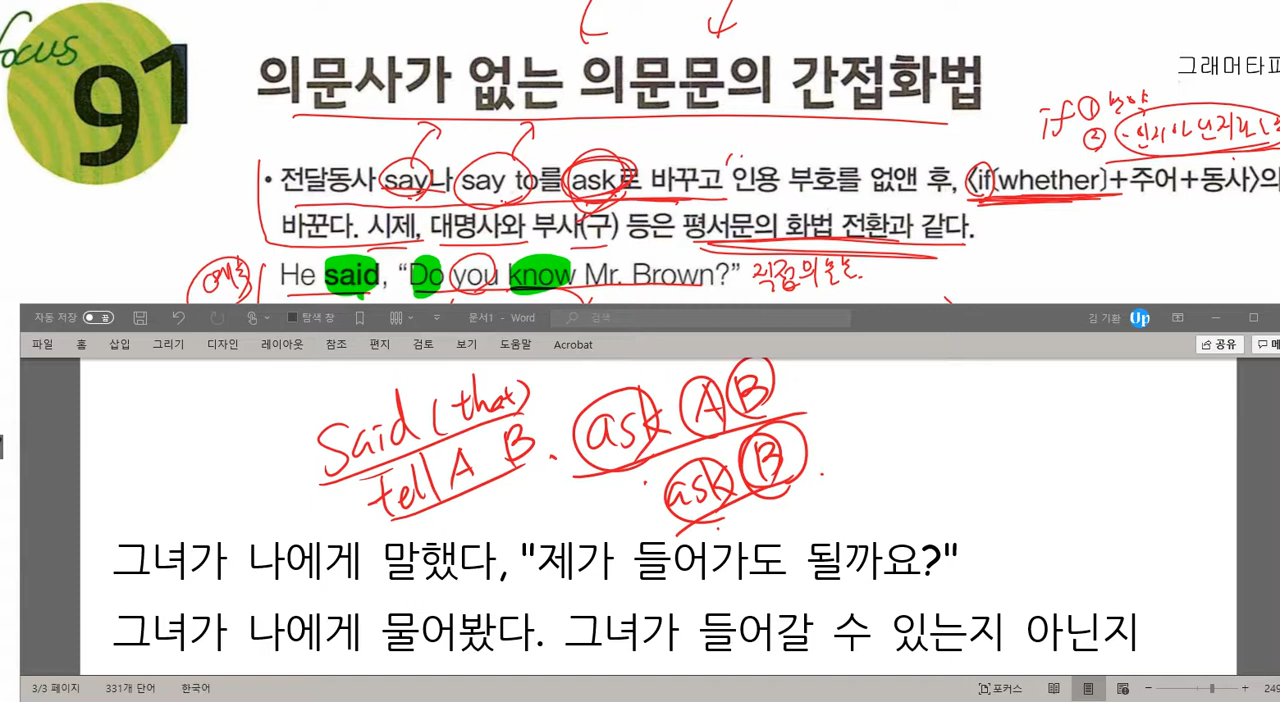 focus
91
의문사가 없는 의문문의 간접화법
그래머타피
if ① 만약
② ~인지 아닌지
• 전달동사 say나 say to를 ask로 바꾸고 인용 부호를 없앤 후, 〈if[whether]+주어+동사〉의
바꾼다. 시제, 대명사와 부사(구) 등은 평서문의 화법 전환과 같다.
He said, “Do you know Mr. Brown?”
자동 저장 끔 탐색 창 문서1 - Word 검색 김 기환 Up
파일 홈 삽입 그리기 디자인 레이아웃 참조 편지 검토 보기 도움말 Acrobat 공유 메
Said (that) ask A B
tell A B . ask B .
그녀가 나에게 말했다, "제가 들어가도 될까요?"
그녀가 나에게 물어봤다. 그녀가 들어갈 수 있는지 아닌지
3/3 페이지 331개 단어 한국어 포커스 249